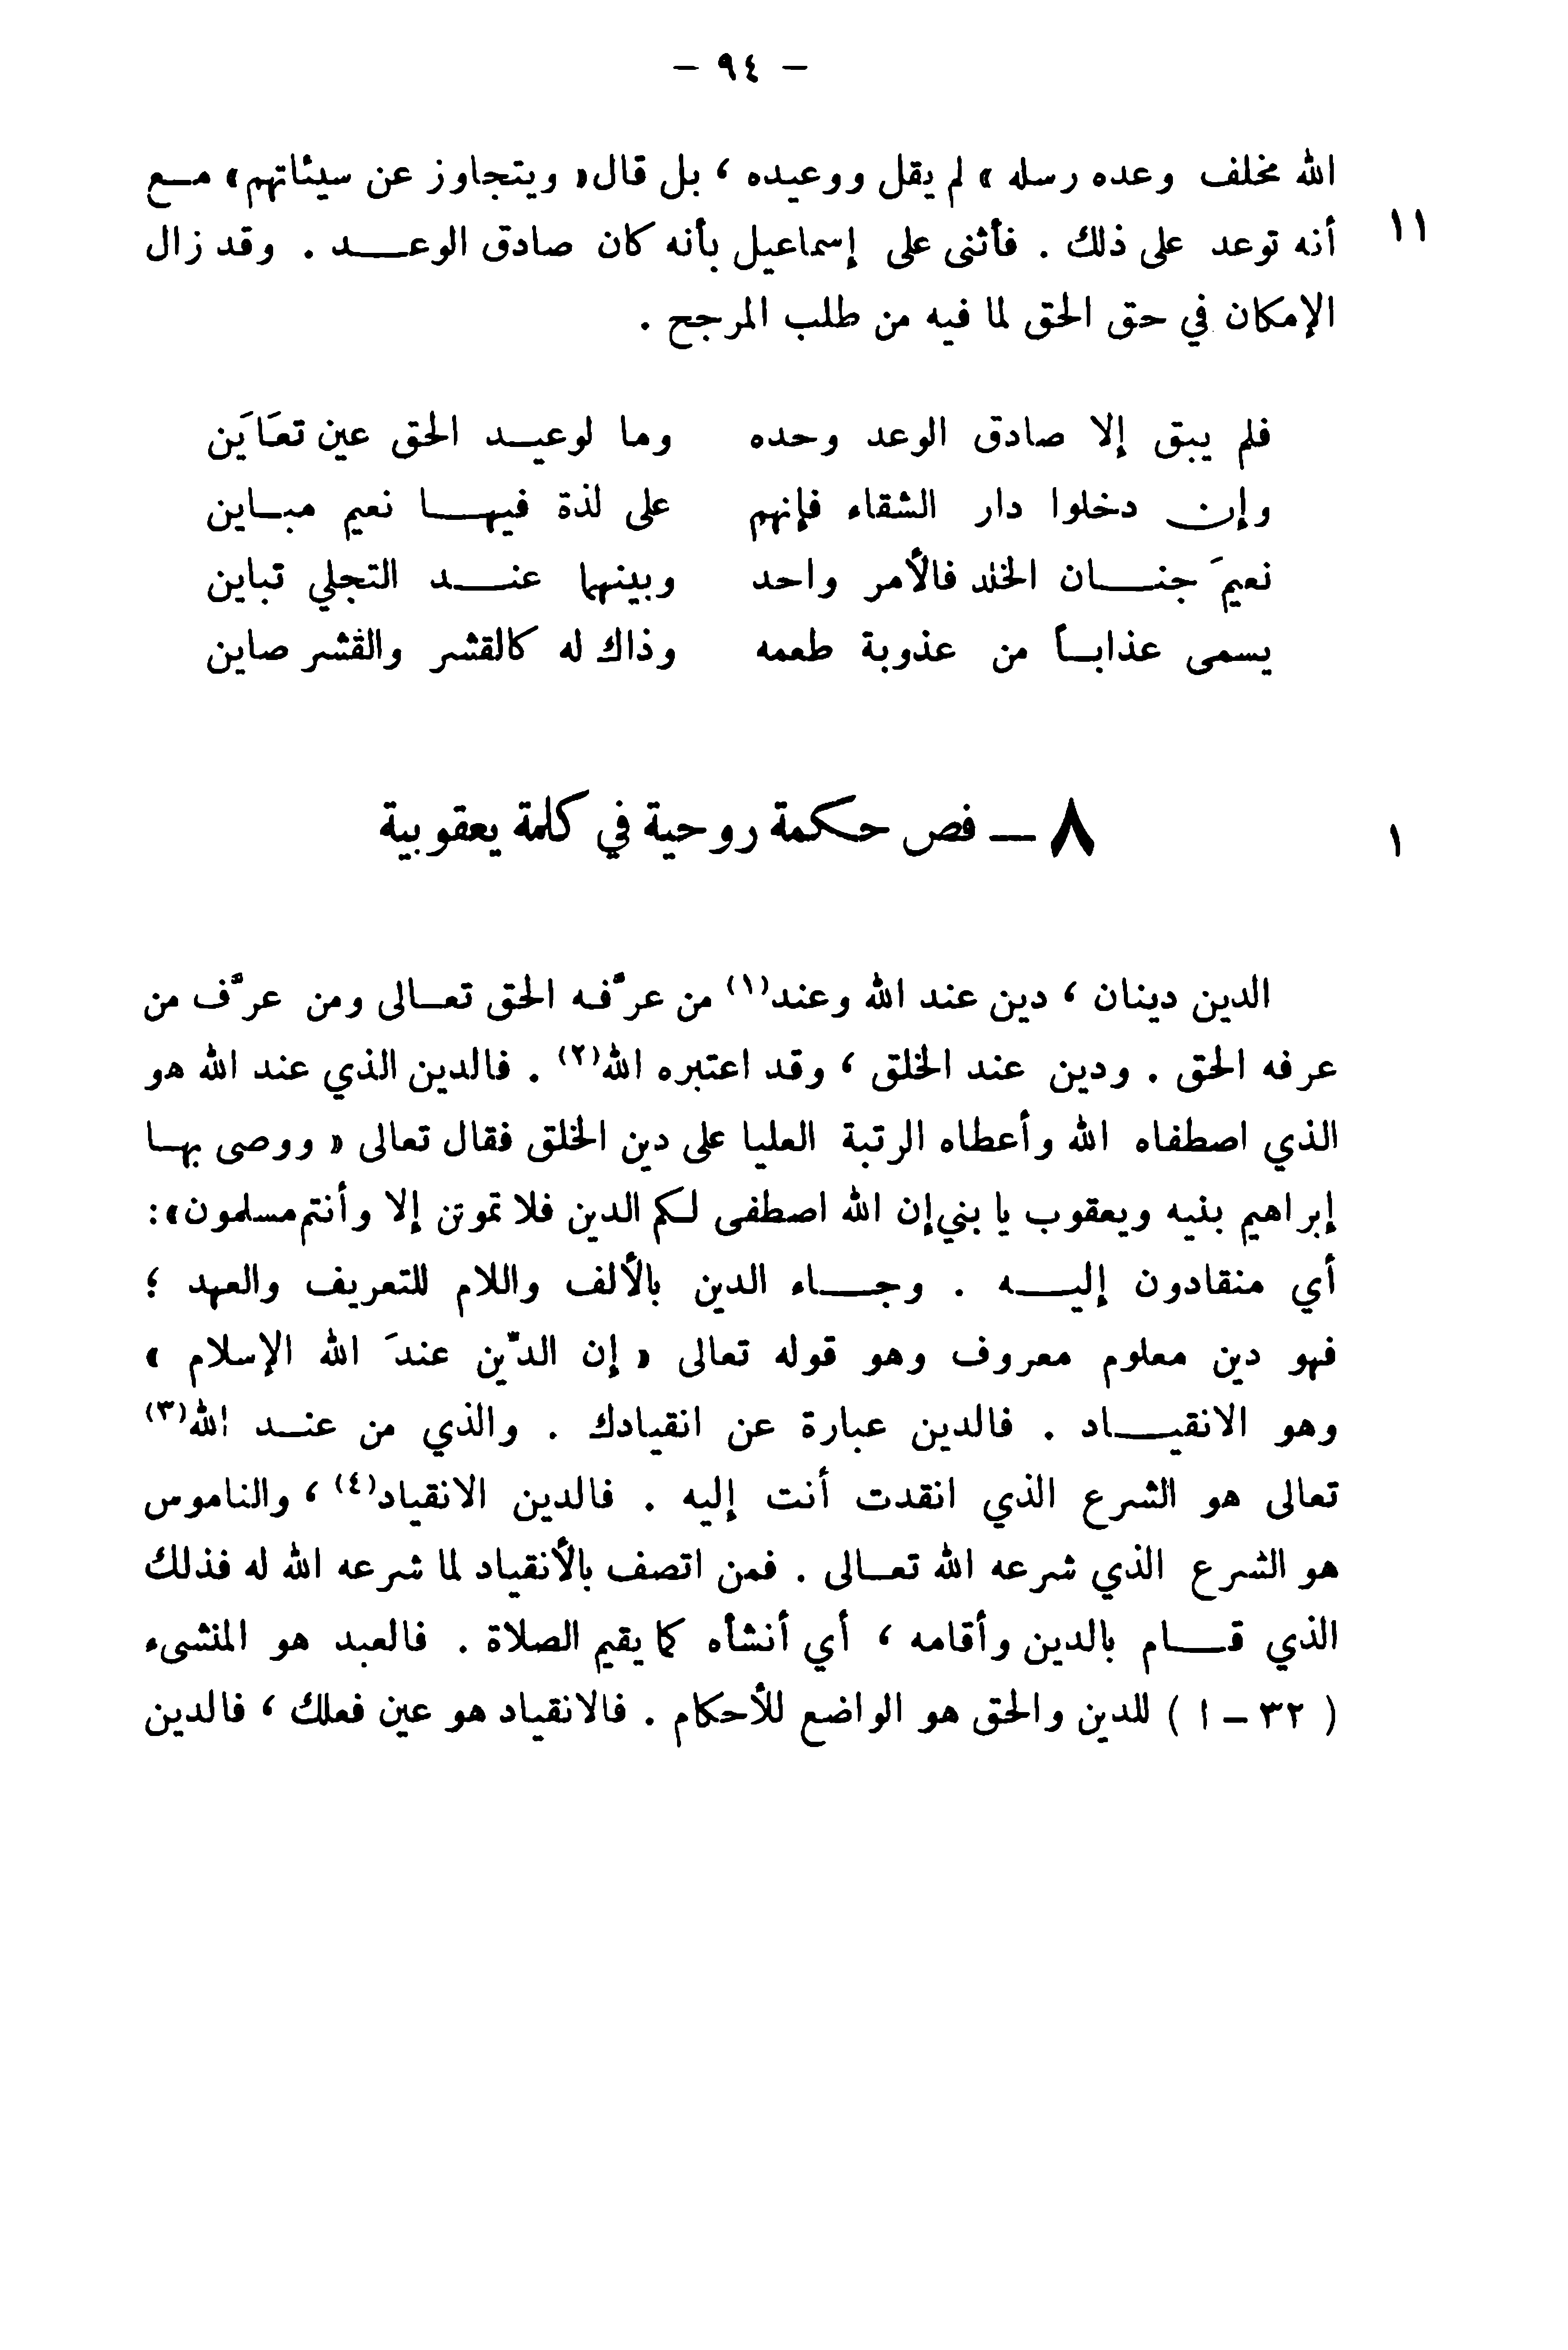 - ٩٤ -
الله مخلف وعده رسله » لم يقل ووعيده ، بل قال « ويتجاوز عن سيئاتهم » مع
١١
أنه توعد على ذلك . فأثنى على إسماعيل بأنه كان صادق الوعد . وقد زال
الإمكان في حق الحق لما فيه من طلب المرجح .
فلم يبق إلا صادق الوعد وحده وما لوعيد الحق عين تعَايَن
وإن دخلوا دار الشقاء فإنهم على لذة فيها نعيم مباين
نعيمَ جنان الخلد فالأمر واحد وبينهما عند التجلي تباين
يسمى عذاباً من عذوبة طعمه وذاك له كالقشر والقشر صاين
٨ – فص حكمة روحية في كلمة يعقوبية
١
الدين دينان ، دين عند الله وعند(١) من عرَّفه الحق تعالى ومن عرَّف من
عرفه الحق . ودين عند الخلق ، وقد اعتبره الله(٢) . فالدين الذي عند الله هو
الذي اصطفاه الله وأعطاه الرتبة العليا على دين الخلق فقال تعالى « ووصى بها
إبراهيم بنيه ويعقوب يا بني إن الله اصطفى لكم الدين فلا تموتن إلا وأنتم مسلمون » :
أي منقادون إليه . وجاء الدين بالألف واللام للتعريف والعهد ؛
فهو دين معلوم معروف وهو قوله تعالى « إن الدِّين عندَ الله الإسلام »
وهو الانقياد . فالدين عبارة عن انقيادك . والذي من عند الله(٣)
تعالى هو الشرع الذي انقدت أنت إليه . فالدين الانقياد(٤) ، والناموس
هو الشرع الذي شرعه الله تعالى . فمن اتصف بالأنقياد لما شرعه الله له فذلك
الذي قام بالدين وأقامه ، أي أنشأه كما يقيم الصلاة . فالعبد هو المنشىء
( ٣٢ - ١ ) للدين والحق هو الواضع للأحكام . فالانقياد هو عين فعلك ، فالدين